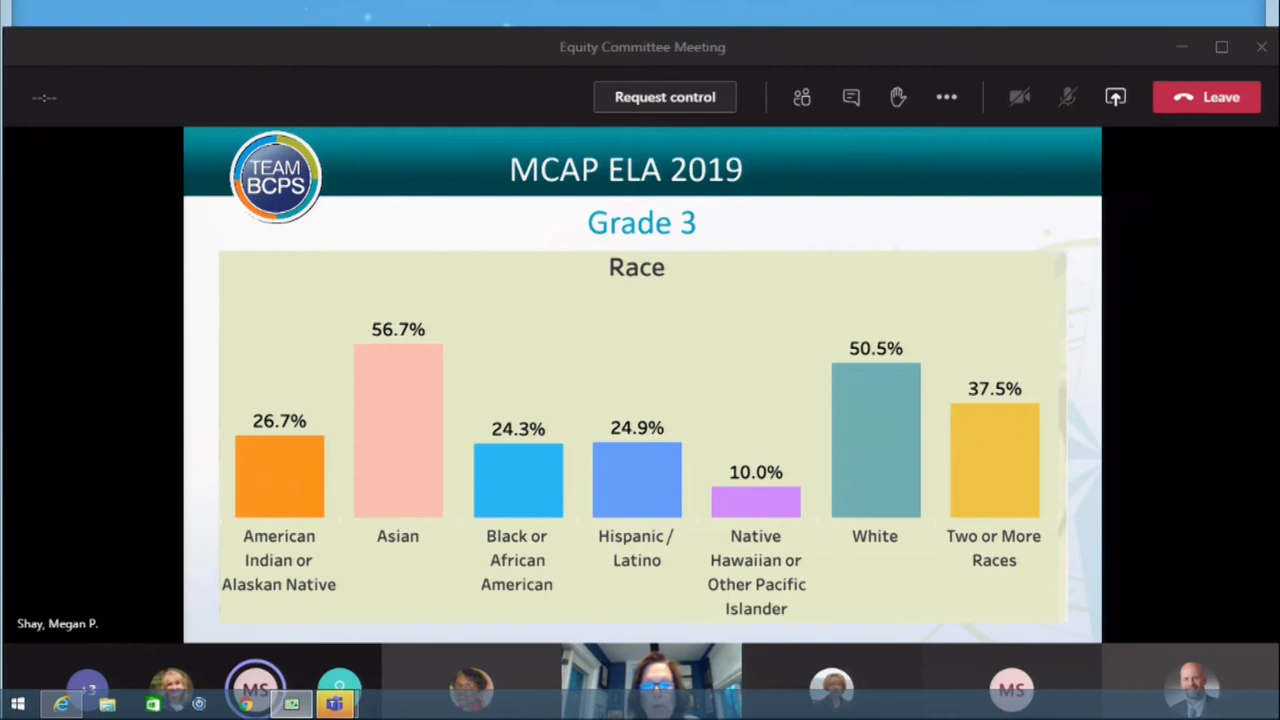 Equity Committee Meeting
--:--
Request control
Leave
TEAM
BCPS
MCAP ELA 2019
Grade 3
Race
56.7%
50.5%
37.5%
26.7%
24.3%
24.9%
10.0%
American
Indian or
Alaskan Native
Asian
Black or
African
American
Hispanic /
Latino
Native
Hawaiian or
Other Pacific
Islander
White
Two or More
Races
Shay, Megan P.
+3
MS
MS